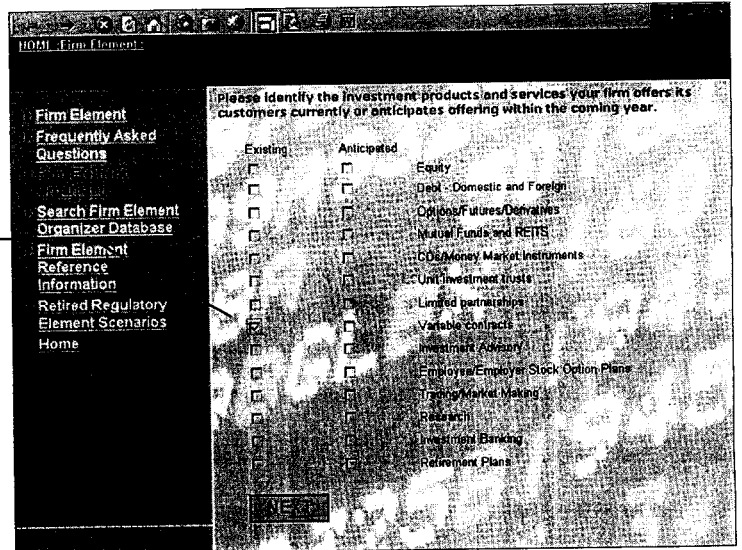 HOME :Firm Element :
Firm Element
Frequently Asked
Questions
Search Firm Element
Organizer Database
Firm Element
Reference
Information
Retired Regulatory
Element Scenarios
Home
Please identify the investment products and services your firm offers its
customers currently or anticipates offering within the coming year.
Existing Anticipated
Equity
Debt - Domestic and Foreign
Options/Futures/Derivatives
Mutual Funds and REITS
CDs/Money Market Instruments
Unit investment trusts
Limited partnerships
Variable contracts
Investment Advisory
Employee/Employer Stock Option Plans
Trading/Market Making
Research
Investment Banking
Retirement Plans
NEXT